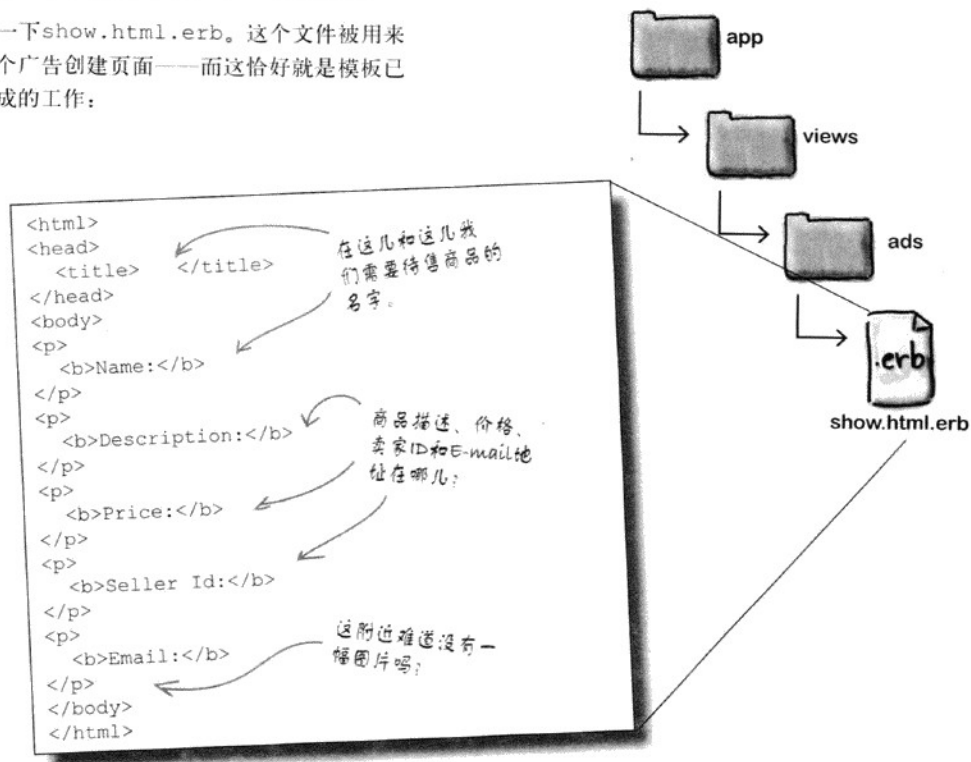 一下show.html.erb。这个文件被用来
个广告创建页面——而这恰好就是模板已
成的工作：
app
views
ads
.erb
show.html.erb
<html>
<head>
<title> </title>
</head>
<body>
<p>
<b>Name:</b>
</p>
<p>
<b>Description:</b>
</p>
<p>
<b>Price:</b>
</p>
<p>
<b>Seller Id:</b>
</p>
<p>
<b>Email:</b>
</p>
</body>
</html>
在这儿和这儿我
们需要待售商品的
名字。
商品描述、价格、
卖家ID和E-mail地
址在哪儿？
这附近难道没有一
幅图片吗？